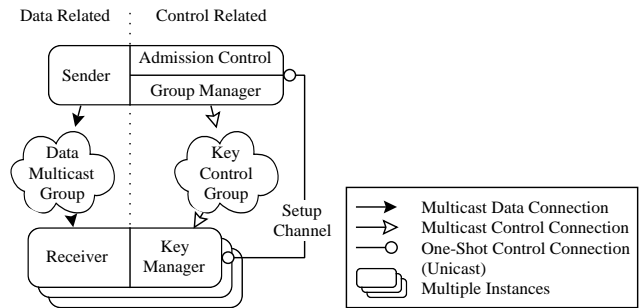 Data Related
Control Related
Sender
Admission Control
Group Manager
Data
Multicast
Group
Key
Control
Group
Setup
Channel
Receiver
Key
Manager
Multicast Data Connection
Multicast Control Connection
One-Shot Control Connection
(Unicast)
Multiple Instances